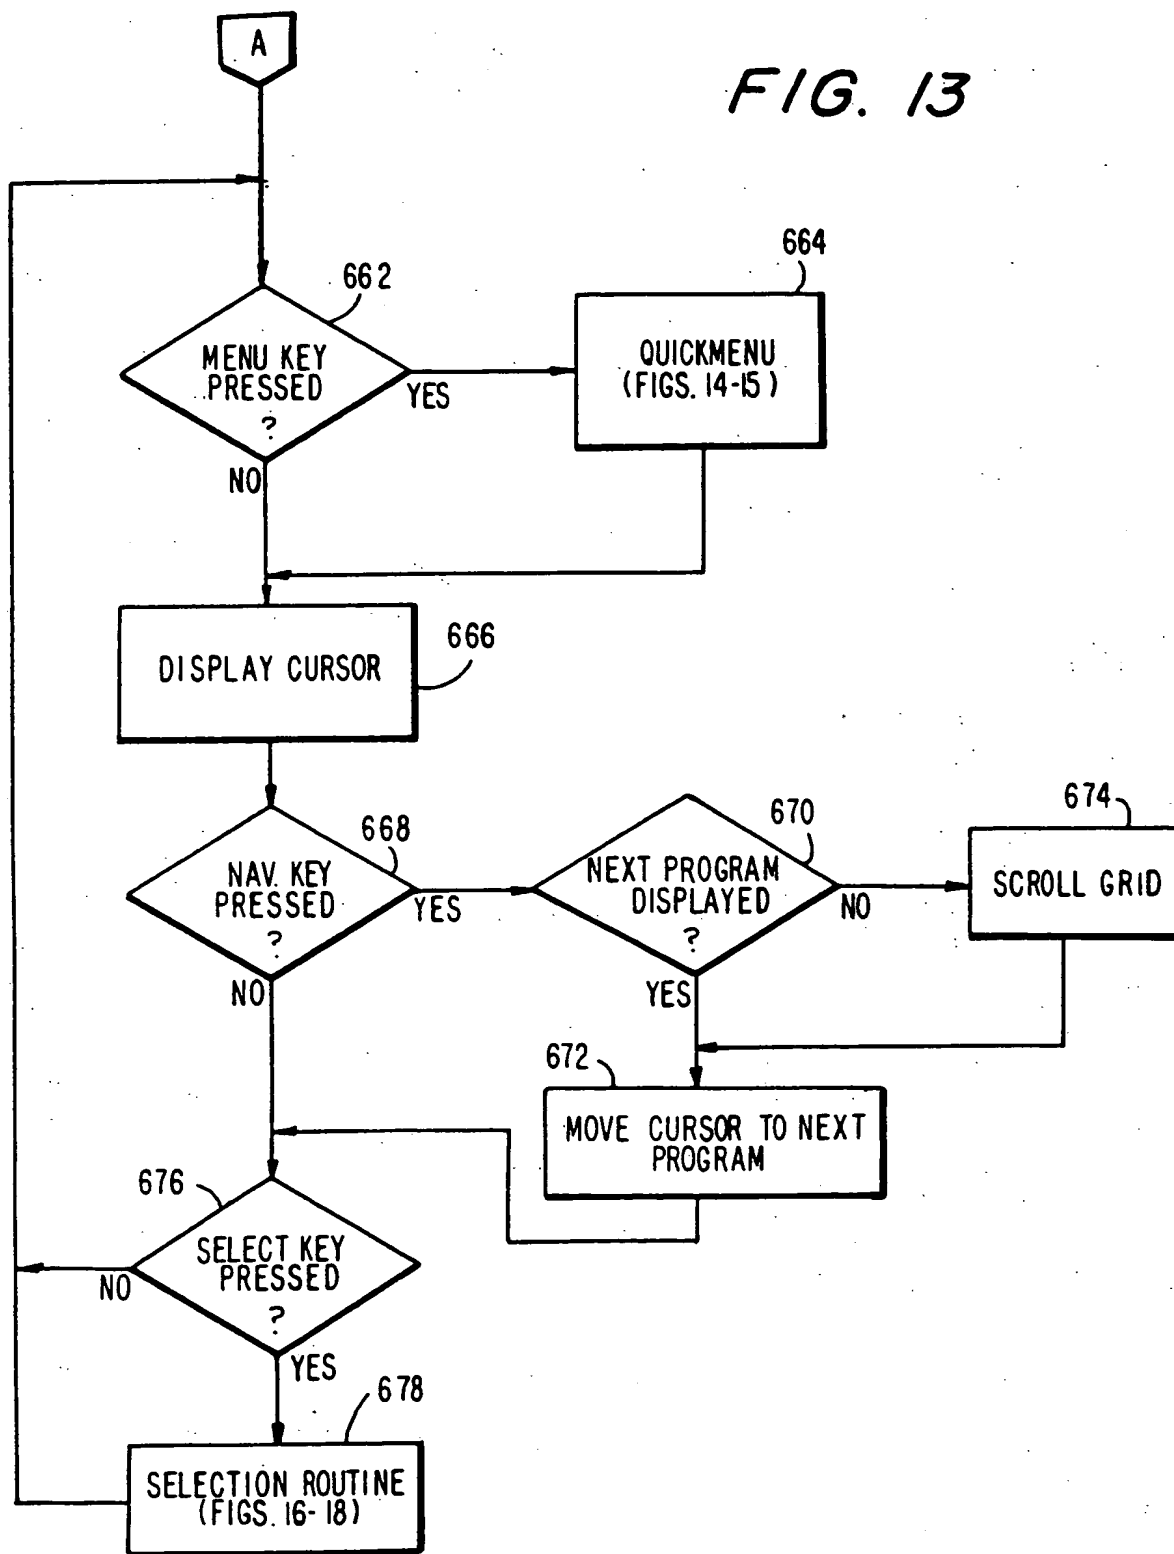 A
FIG. 13
662
664
MENU KEY
PRESSED
?
YES
NO
QUICKMENU
(FIGS. 14-15)
666
DISPLAY CURSOR
668
NAV. KEY
PRESSED
?
YES
NO
670
NEXT PROGRAM
DISPLAYED
?
NO
YES
674
SCROLL GRID
672
MOVE CURSOR TO NEXT
PROGRAM
676
SELECT KEY
PRESSED
?
NO
YES
678
SELECTION ROUTINE
(FIGS. 16-18)